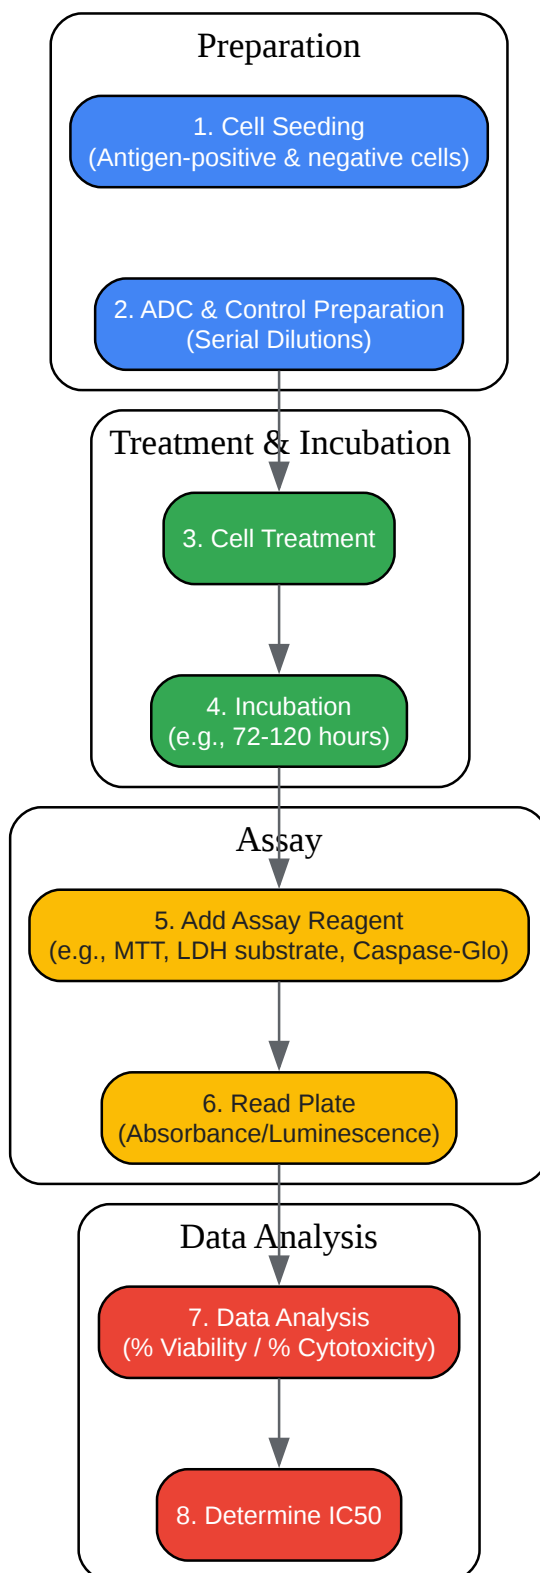 Preparation
1. Cell Seeding
(Antigen-positive & negative cells)
2. ADC & Control Preparation
(Serial Dilutions)
Treatment & Incubation
3. Cell Treatment
4. Incubation
(e.g., 72-120 hours)
Assay
5. Add Assay Reagent
(e.g., MTT, LDH substrate, Caspase-Glo)
6. Read Plate
(Absorbance/Luminescence)
Data Analysis
7. Data Analysis
(% Viability / % Cytotoxicity)
8. Determine IC50